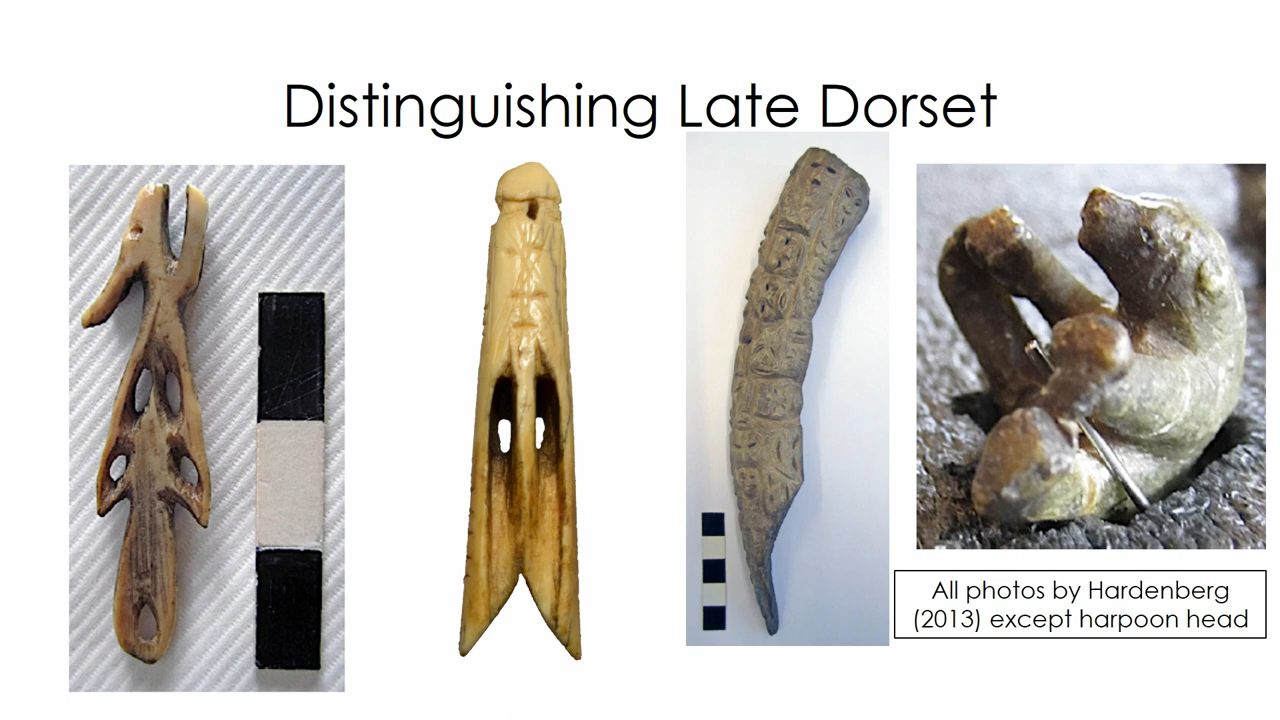 Distinguishing Late Dorset
All photos by Hardenberg
(2013) except harpoon head